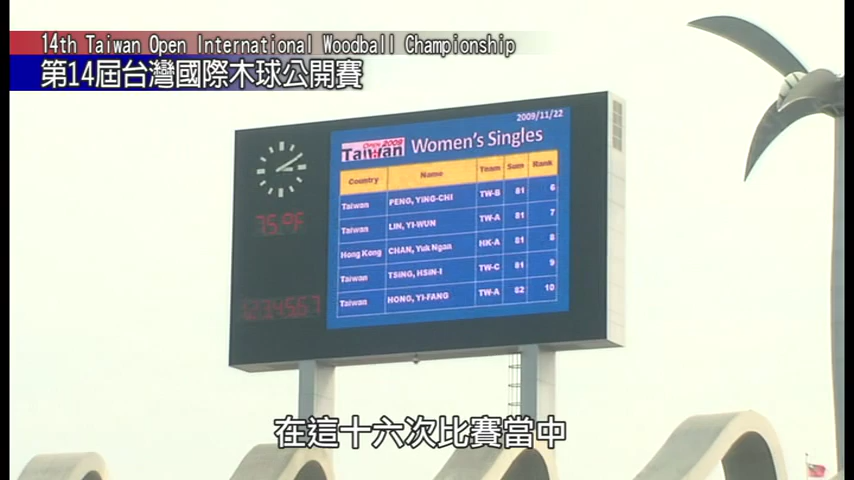 14th Taiwan Open International Woodball Championship
第14屆台灣國際木球公開賽
2009/11/22
Open 2009
Taiwan
Women's Singles
Country Name Team Sum Rank
Taiwan PENG, YING-CHI TW-B 81 6
Taiwan LIN, YI-WUN TW-A 81 7
Hong Kong CHAN, Yuk Ngan HK-A 81 8
Taiwan TSING, HSIN-I TW-C 81 9
Taiwan HONG, YI-FANG TW-A 82 10
75°F
在這十六次比賽當中